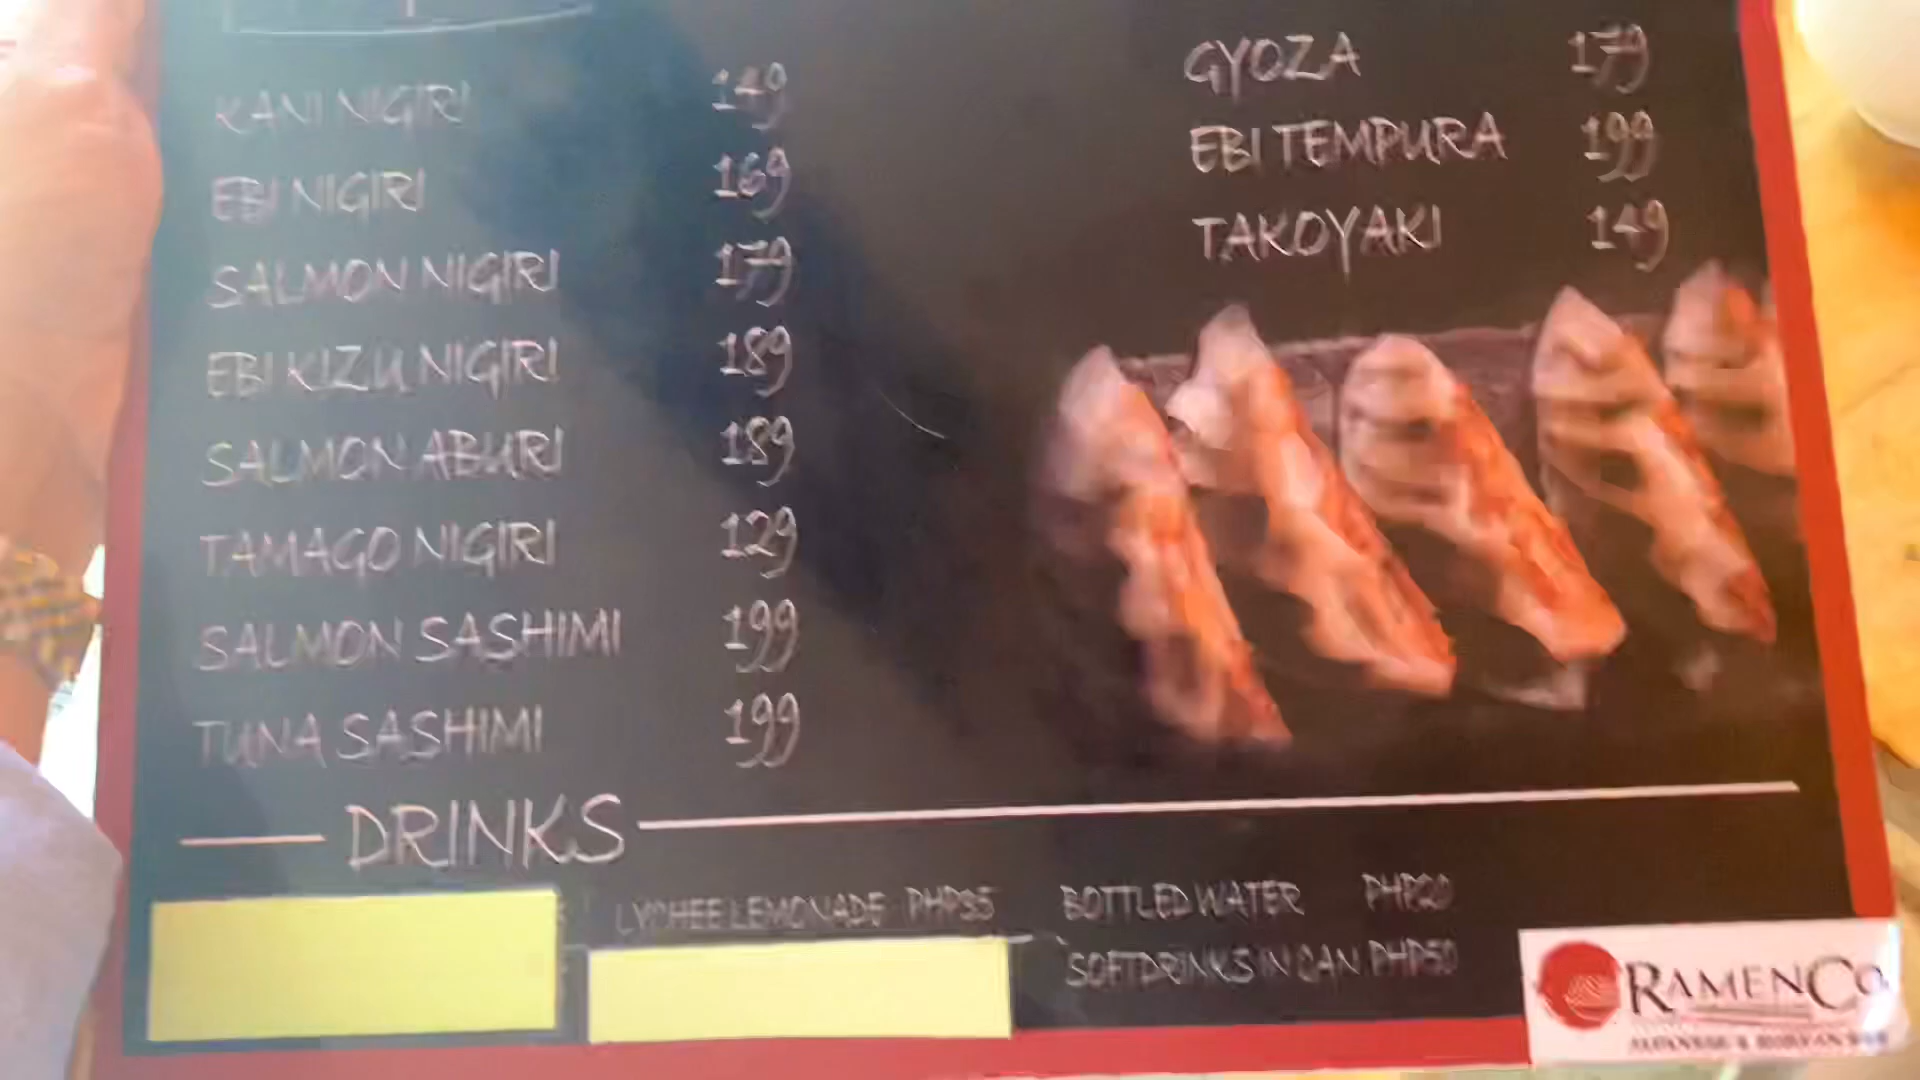 KANI NIGIRI 149
EBI NIGIRI 169
SALMON NIGIRI 179
EBI KIZU NIGIRI 189
SALMON ABURI 189
TAMAGO NIGIRI 129
SALMON SASHIMI 199
TUNA SASHIMI 199
GYOZA 179
EBI TEMPURA 199
TAKOYAKI 149
DRINKS
LYCHEE LEMONADE
BOTTLED WATER PHP20
SOFTDRINKS IN CAN PHP50
RAMENCO.
JAPANESE & KOREAN